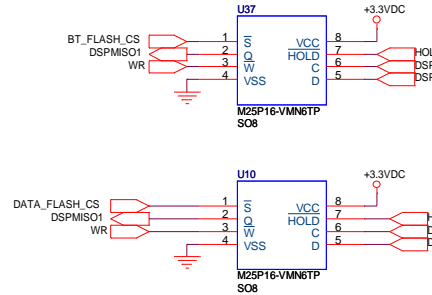 U37
+3.3VDC
BT_FLASH_CS 1 S VCC 8
DSPMISO1 2 Q HOLD 7
WR 3 W C 6
4 VSS D 5
M25P16-VMN6TP
SO8
U10
+3.3VDC
DATA_FLASH_CS 1 S VCC 8
DSPMISO1 2 Q HOLD 7
WR 3 W C 6
4 VSS D 5
M25P16-VMN6TP
SO8